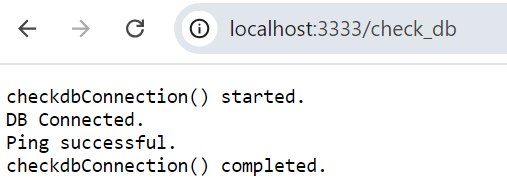 localhost:3333/check_db
checkdbConnection() started.
DB Connected.
Ping successful.
checkdbConnection() completed.